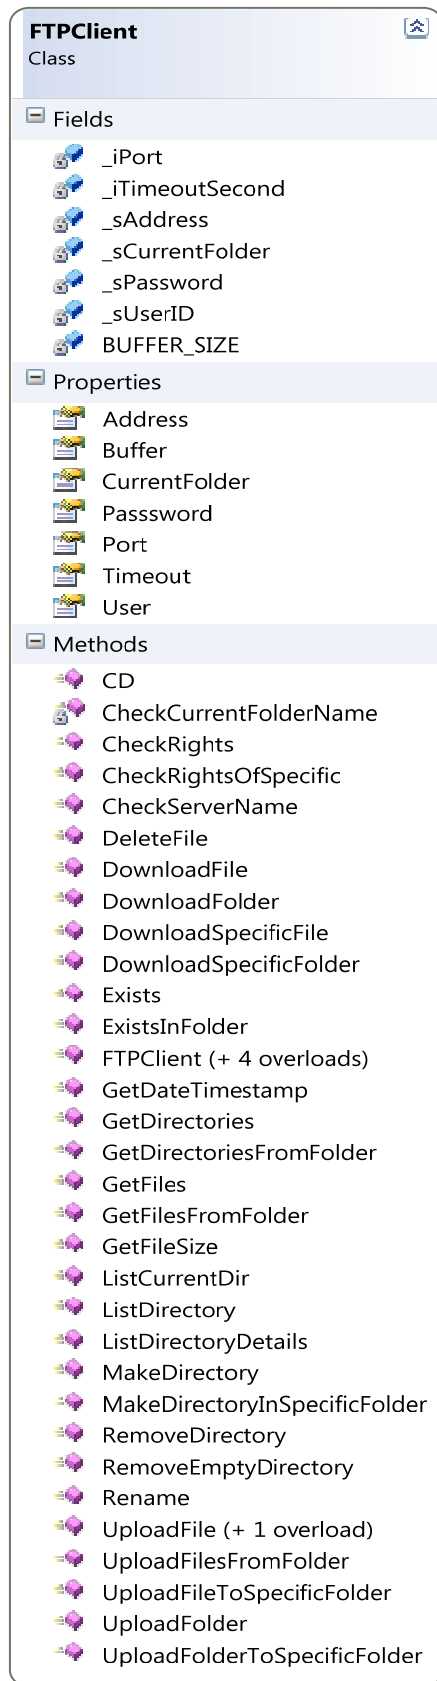 FTPClient
Class
Fields
_iPort
_iTimeoutSecond
_sAddress
_sCurrentFolder
_sPassword
_sUserID
BUFFER_SIZE
Properties
Address
Buffer
CurrentFolder
Passsword
Port
Timeout
User
Methods
CD
CheckCurrentFolderName
CheckRights
CheckRightsOfSpecific
CheckServerName
DeleteFile
DownloadFile
DownloadFolder
DownloadSpecificFile
DownloadSpecificFolder
Exists
ExistsInFolder
FTPClient (+ 4 overloads)
GetDateTimestamp
GetDirectories
GetDirectoriesFromFolder
GetFiles
GetFilesFromFolder
GetFileSize
ListCurrentDir
ListDirectory
ListDirectoryDetails
MakeDirectory
MakeDirectoryInSpecificFolder
RemoveDirectory
RemoveEmptyDirectory
Rename
UploadFile (+ 1 overload)
UploadFilesFromFolder
UploadFileToSpecificFolder
UploadFolder
UploadFolderToSpecificFolder